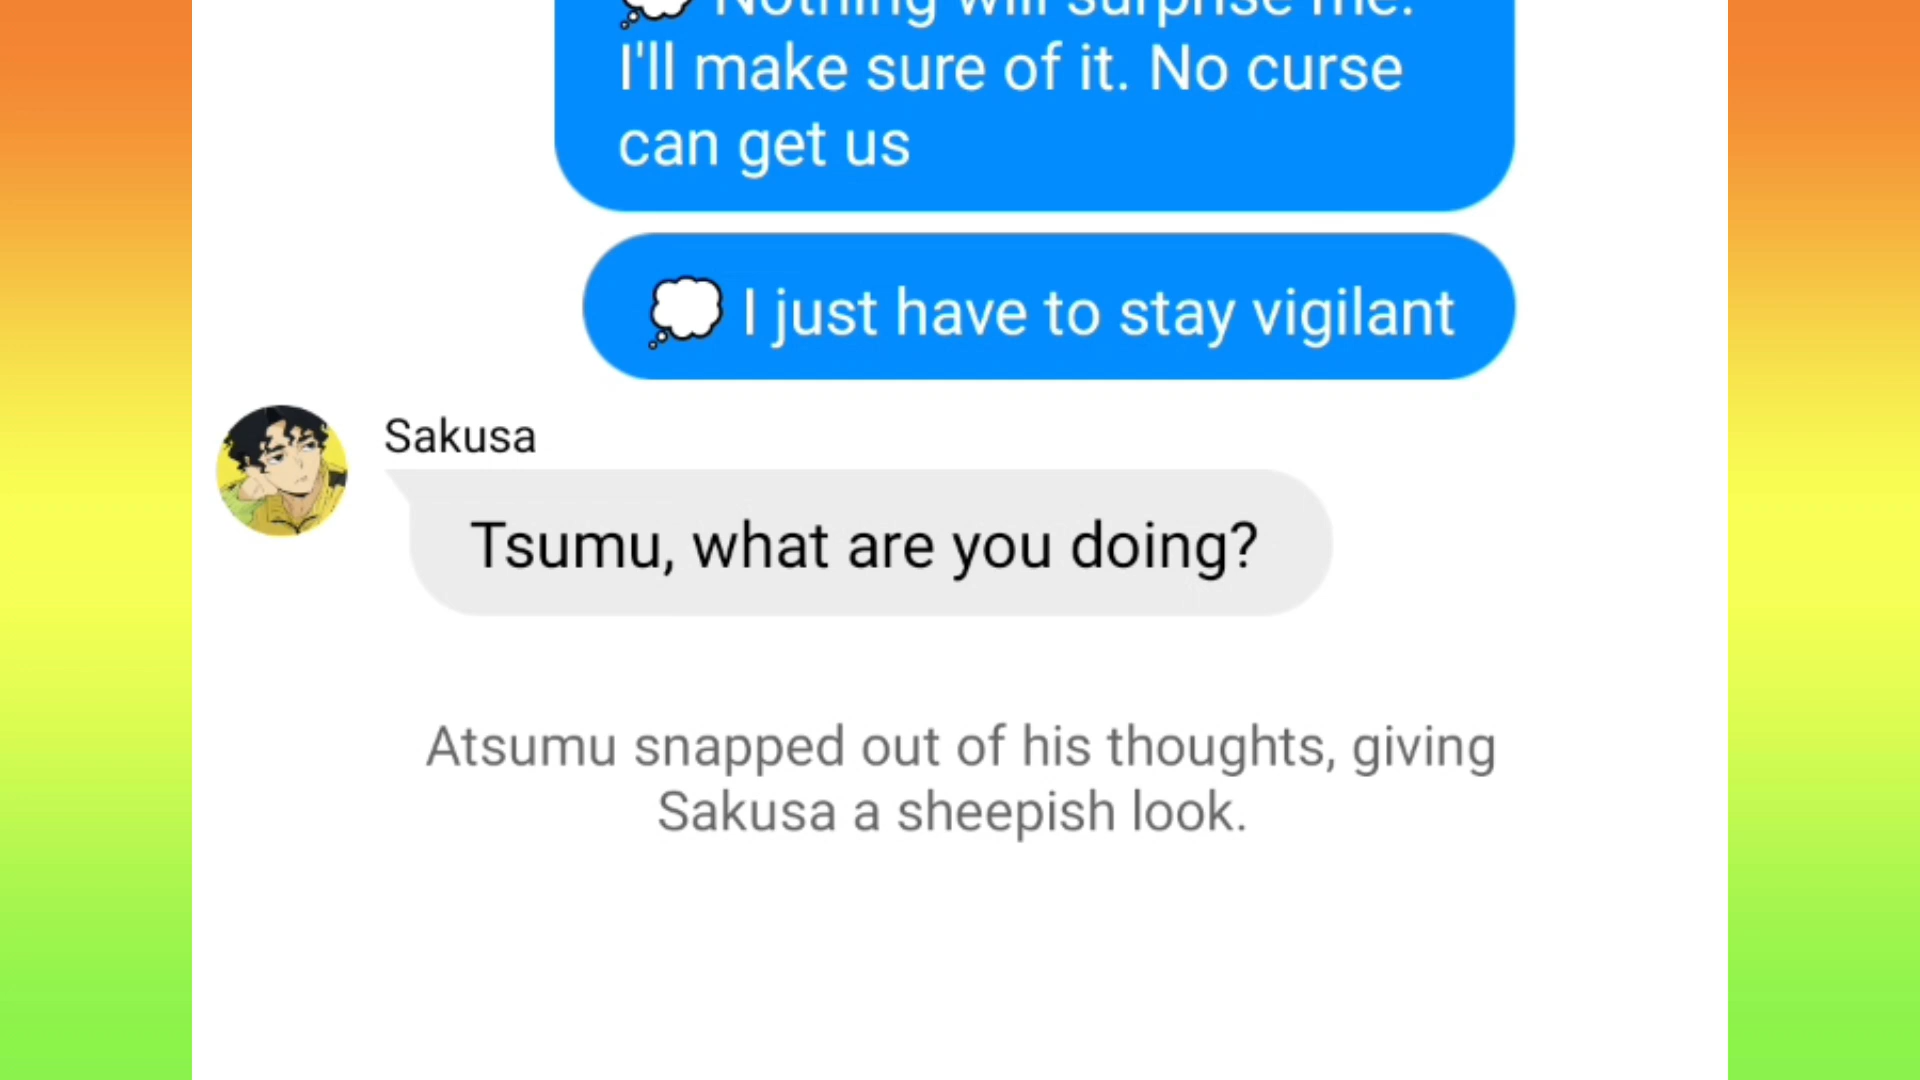 💭 Nothing will surprise me.
I'll make sure of it. No curse
can get us
💭 I just have to stay vigilant
Sakusa
Tsumu, what are you doing?
Atsumu snapped out of his thoughts, giving
Sakusa a sheepish look.